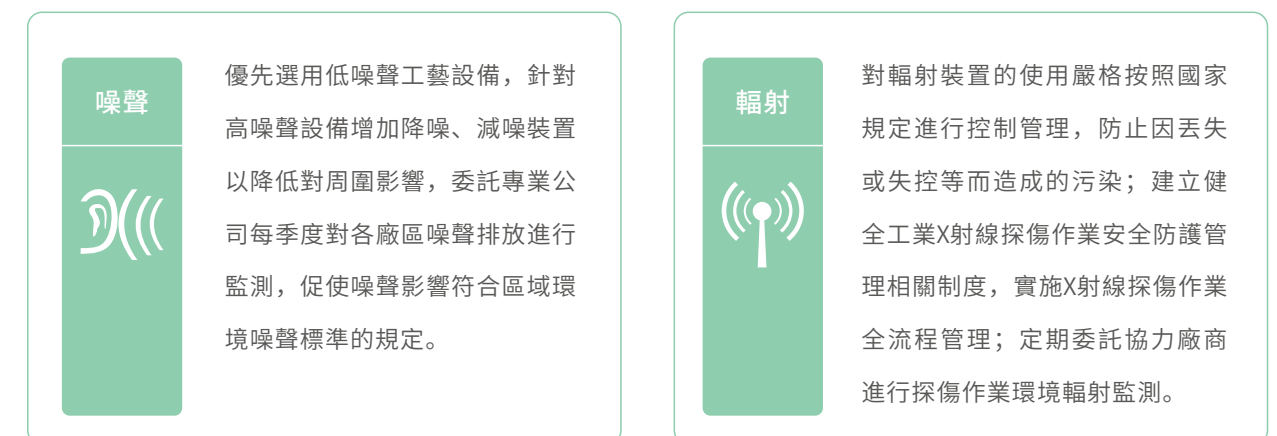 噪聲
優先選用低噪聲工藝設備，針對
高噪聲設備增加降噪、減噪裝置
以降低對周圍影響，委託專業公
司每季度對各廠區噪聲排放進行
監測，促使噪聲影響符合區域環
境噪聲標準的規定。
輻射
對輻射裝置的使用嚴格按照國家
規定進行控制管理，防止因丟失
或失控等而造成的污染；建立健
全工業X射線探傷作業安全防護管
理相關制度，實施X射線探傷作業
全流程管理；定期委託協力廠商
進行探傷作業環境輻射監測。